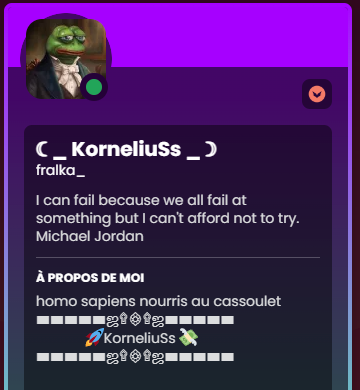 ☾ _ KorneliuSs _ ☽
fralka_
I can fail because we all fail at
something but I can't afford not to try.
Michael Jordan
À PROPOS DE MOI
homo sapiens nourris au cassoulet
▬▬▬▬▬ஜ۩۞۩ஜ▬▬▬▬▬
🚀KorneliuSs 💸
▬▬▬▬▬ஜ۩۞۩ஜ▬▬▬▬▬